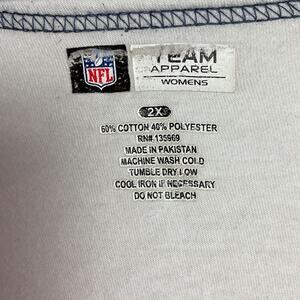 NFL
TEAM
APPAREL
WOMENS
2X
60% COTTON 40% POLYESTER
RN# 135969
MADE IN PAKISTAN
MACHINE WASH COLD
TUMBLE DRY LOW
COOL IRON IF NECESSARY
DO NOT BLEACH